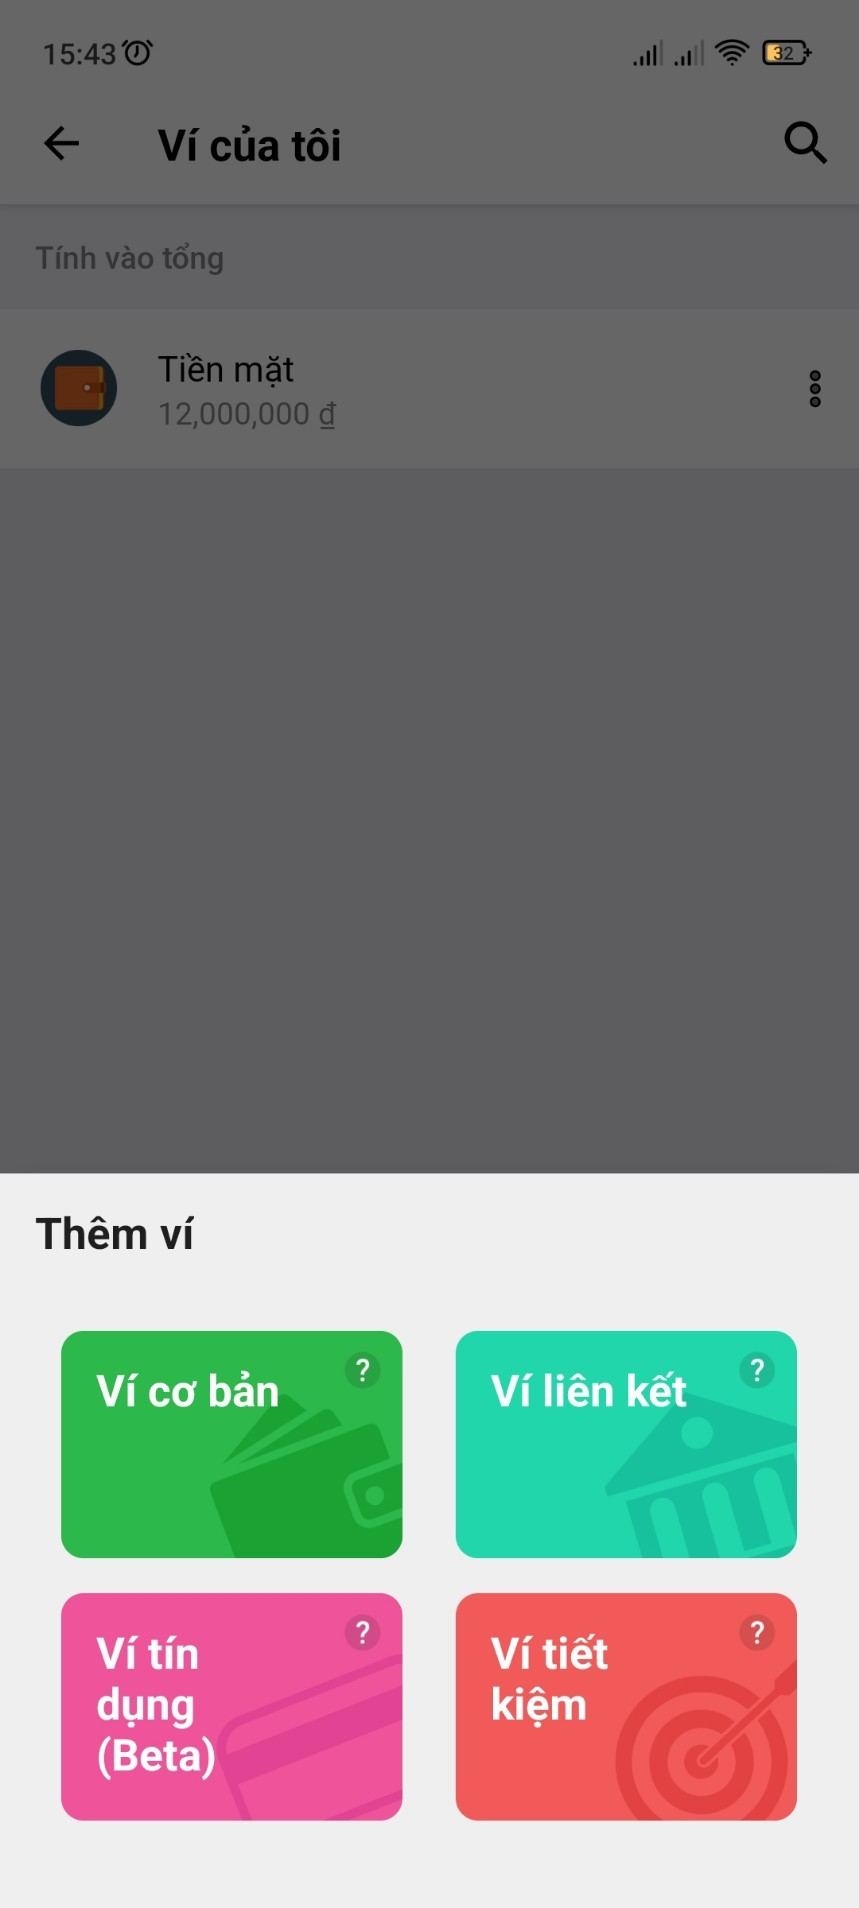 15:43
32
Ví của tôi
Tính vào tổng
Tiền mặt
12,000,000 ₫
Thêm ví
Ví cơ bản
?
Ví liên kết
?
Ví tín
dụng
(Beta)
?
Ví tiết
kiệm
?